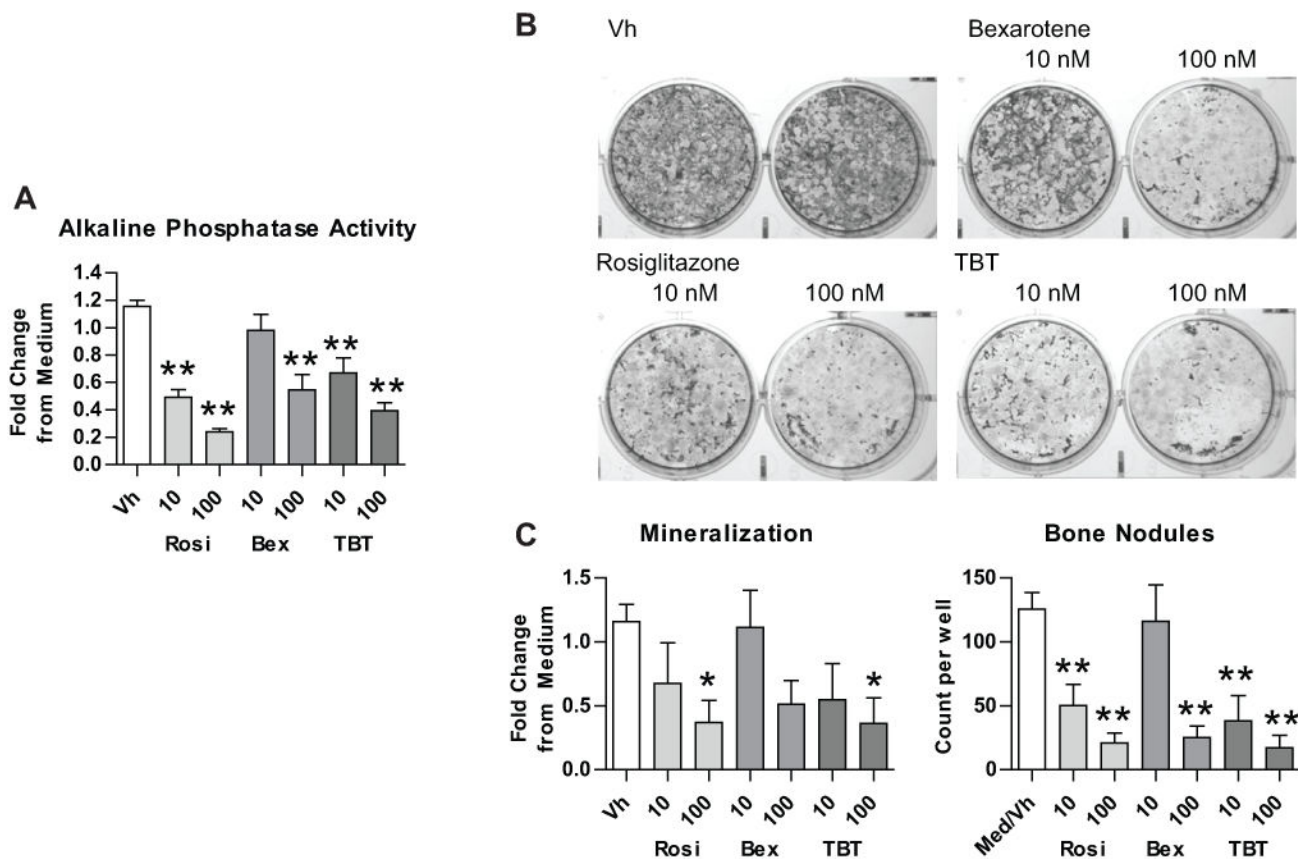 A
Alkaline Phosphatase Activity
Fold Change
from Medium
1.4
1.2
1.0
0.8
0.6
0.4
0.2
0.0
** ** ** ** **
Vh 10 100 10 100 10 100
Rosi Bex TBT
B
Vh
Bexarotene
10 nM 100 nM
Rosiglitazone
10 nM 100 nM
TBT
10 nM 100 nM
C
Mineralization
Fold Change
from Medium
1.5
1.0
0.5
0.0
* *
Vh 10 100 10 100 10 100
Rosi Bex TBT
Bone Nodules
Count per well
150
100
50
0
** ** ** ** **
Med/Vh 10 100 10 100 10 100
Rosi Bex TBT